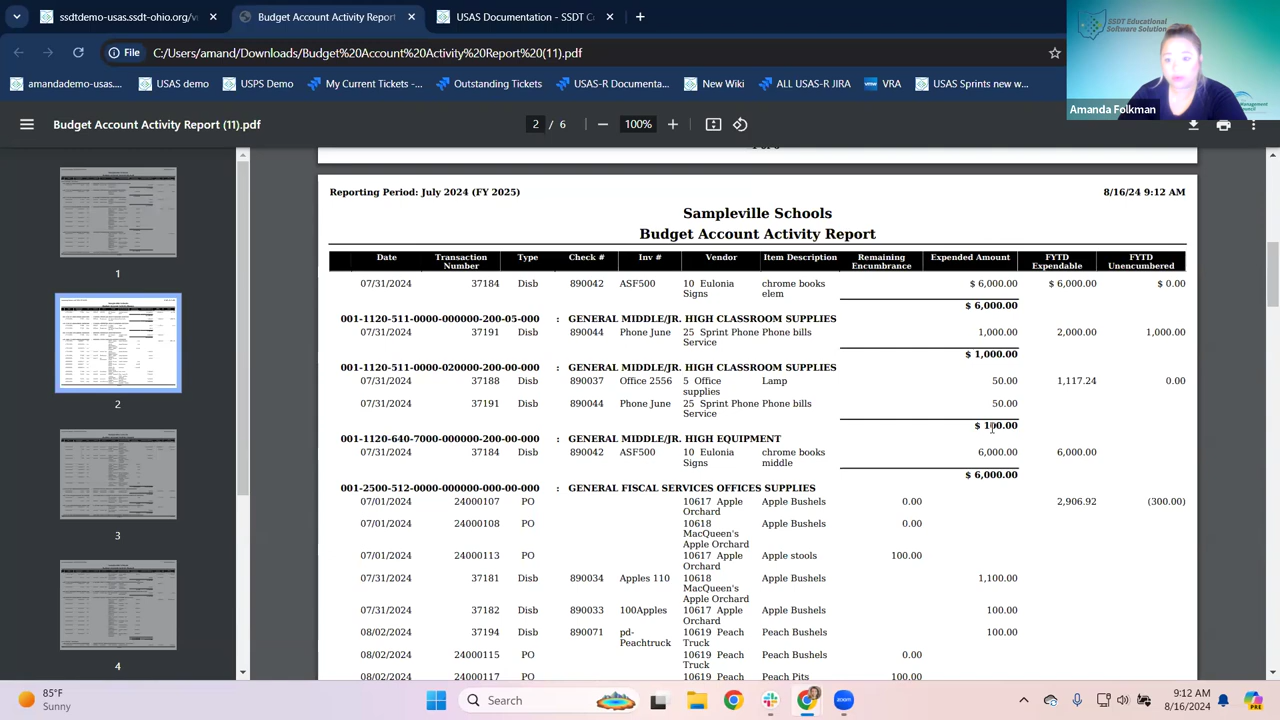 ssdtdemo-usas.ssdt-ohio.org/v
Budget Account Activity Report
USAS Documentation - SSDT C
File C:/Users/amand/Downloads/Budget%20Account%20Activity%20Report%20(11).pdf
SSDT Educational
Software Solution
amandademo-usas... USAS demo USPS Demo My Current Tickets -... Outgoing Tickets USAS-R Documentat... New Wiki ALL USAS-R JIRA VRA USAS Sprints new w...
Amanda Folkman
Management
Council
Budget Account Activity Report (11).pdf 2 / 6 100%
1
2
3
4
Reporting Period: July 2024 (FY 2025) 8/16/24 9:12 AM
Sampleville Schools
Budget Account Activity Report
Date Transaction Number Type Check # Inv # Vendor Item Description Remaining Encumbrance Expended Amount FYTD Expendable FYTD Unencumbered
07/31/2024 37184 Disb 890042 ASF500 10 Eulonia chrome books $ 6,000.00 $ 6,000.00 $ 0.00
Signs elem
$ 6,000.00
001-1120-511-0000-000000-200-00-000 GENERAL MIDDLE/JR. HIGH CLASSROOM SUPPLIES
07/31/2024 37191 Disb 890044 Phone June 25 Sprint Phone Phone bills 1,000.00 2,000.00 1,000.00
Service
$ 1,000.00
001-1120-511-0000-020000-200-00-000 GENERAL MIDDLE/JR. HIGH CLASSROOM SUPPLIES
07/31/2024 37188 Disb 890037 Office 2556 5 Office Lamp 50.00 1,117.24 0.00
supplies
07/31/2024 37191 Disb 890044 Phone June 25 Sprint Phone Phone bills 50.00
Service
$ 100.00
001-1120-640-7000-000000-200-00-000 GENERAL MIDDLE/JR. HIGH EQUIPMENT
07/31/2024 37184 Disb 890042 ASF500 10 Eulonia chrome books 6,000.00 6,000.00
Signs middle
$ 6,000.00
001-2500-512-0000-000000-000-00-000 GENERAL FISCAL SERVICES OFFICES SUPPLIES
07/01/2024 24000107 PO 10617 Apple Apple Bushels 0.00 2,906.92 (300.00)
Orchard
07/01/2024 24000108 PO 10618 Apple Bushels 0.00
MacQueen's
Apple Orchard
07/01/2024 24000113 PO 10617 Apple Apple stools 100.00
Orchard
07/31/2024 37181 Disb 890034 Apples 110 10618 Apple Bushels 1,100.00
MacQueen's
Apple Orchard
07/31/2024 37182 Disb 890033 100Apples 10617 Apple Apple Bushels 100.00
Orchard
08/02/2024 37194 Disb 890071 pd- 10619 Peach Peach Bushels 100.00
Peachtruck Truck
08/02/2024 24000115 PO 10619 Peach Peach Bushels 0.00
Truck
08/02/2024 24000117 PO 10619 Peach Peach Pits 100.00
85°F
Sunny
Search
9:12 AM
8/16/2024
PRE